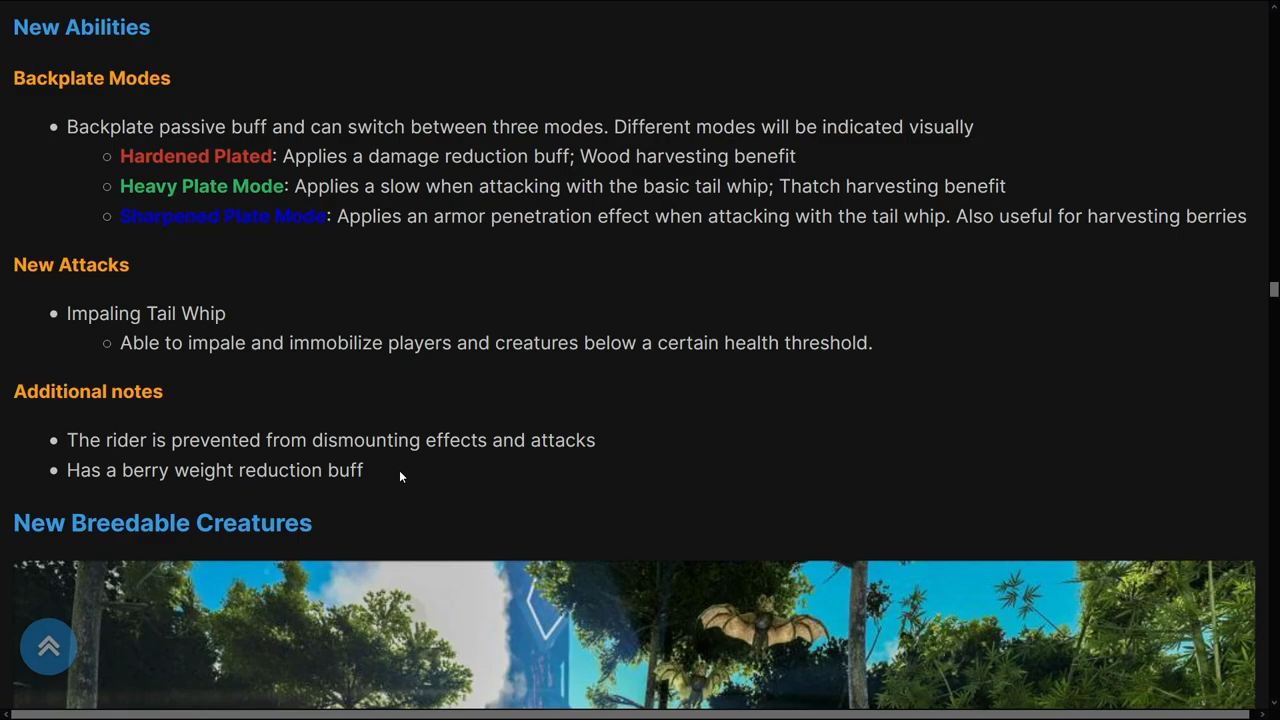 New Abilities
Backplate Modes
Backplate passive buff and can switch between three modes. Different modes will be indicated visually
Hardened Plated: Applies a damage reduction buff; Wood harvesting benefit
Heavy Plate Mode: Applies a slow when attacking with the basic tail whip; Thatch harvesting benefit
Sharpened Plate Mode: Applies an armor penetration effect when attacking with the tail whip. Also useful for harvesting berries
New Attacks
Impaling Tail Whip
Able to impale and immobilize players and creatures below a certain health threshold.
Additional notes
The rider is prevented from dismounting effects and attacks
Has a berry weight reduction buff
New Breedable Creatures